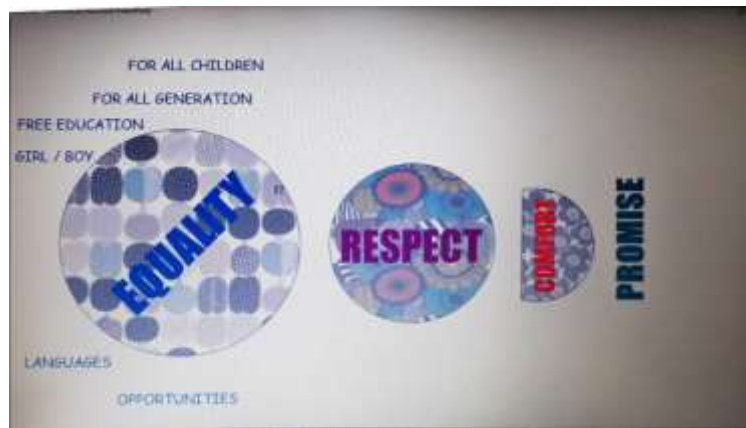 FOR ALL CHILDREN
FOR ALL GENERATION
FREE EDUCATION
GIRL / BOY
EQUALITY
RESPECT
COMFORT
PROMISE
LANGUAGES
OPPORTUNITIES